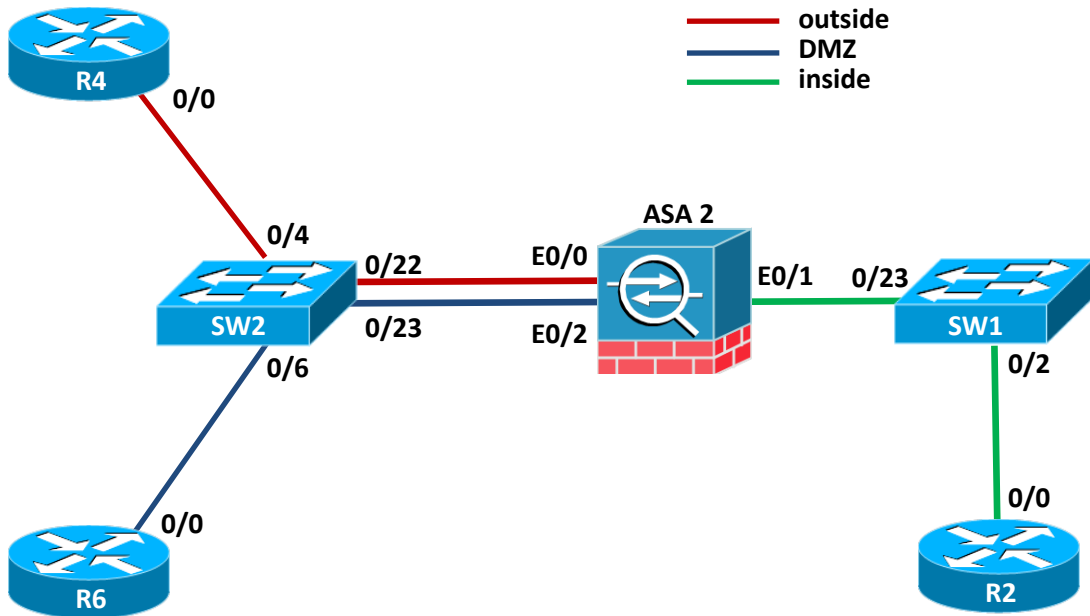 outside
DMZ
inside
R4
0/0
0/4
0/22
0/23
SW2
0/6
ASA 2
E0/0
E0/1
E0/2
0/23
SW1
0/2
0/0
R6
0/0
R2